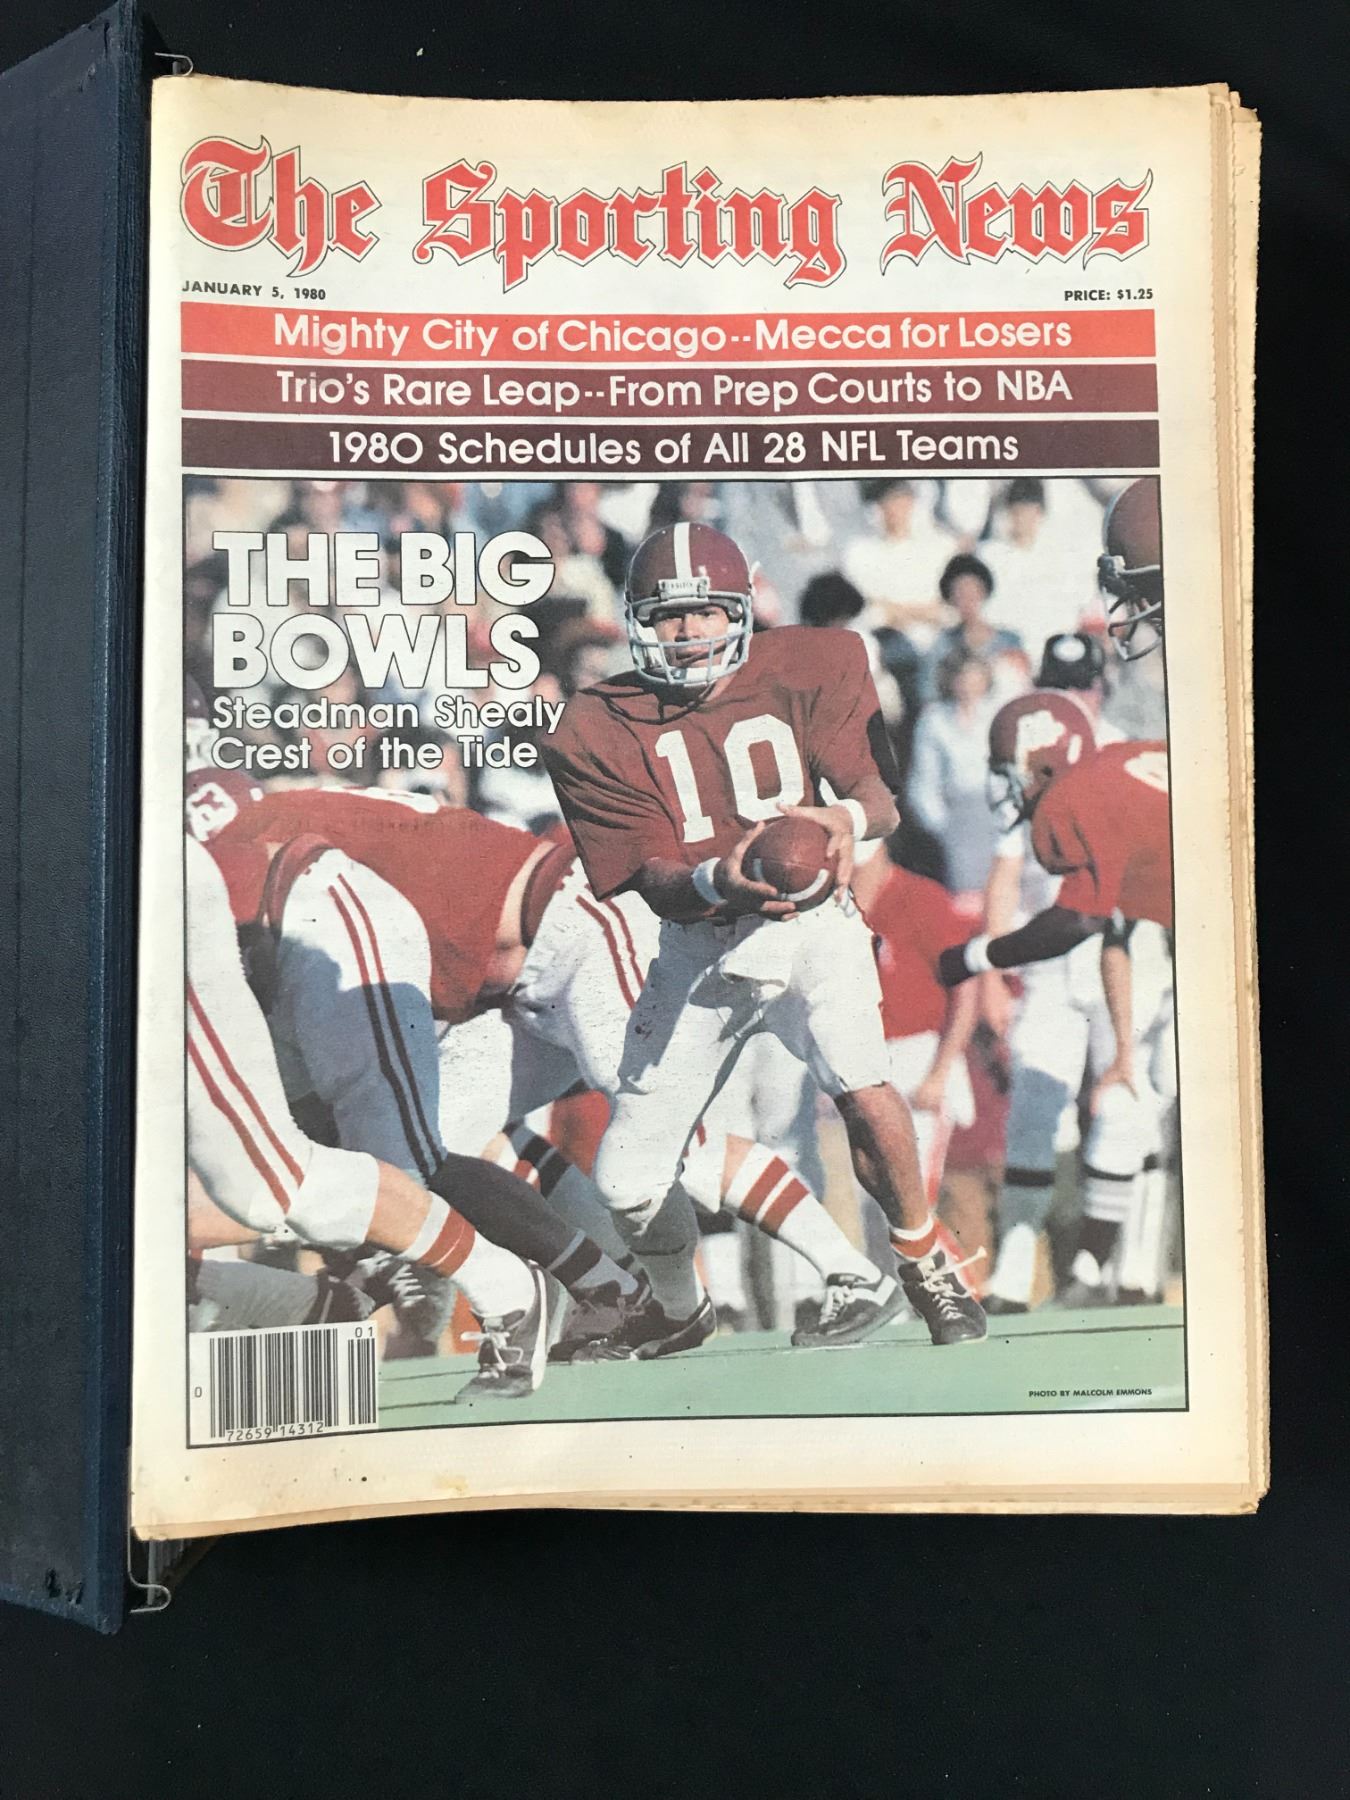 The Sporting News
JANUARY 5, 1980
PRICE: $1.25
Mighty City of Chicago--Mecca for Losers
Trio's Rare Leap--From Prep Courts to NBA
1980 Schedules of All 28 NFL Teams
THE BIG
BOWLS
Steadman Shealy
Crest of the Tide
10
01
0
72659 14312
PHOTO BY MALCOLM EMMONS